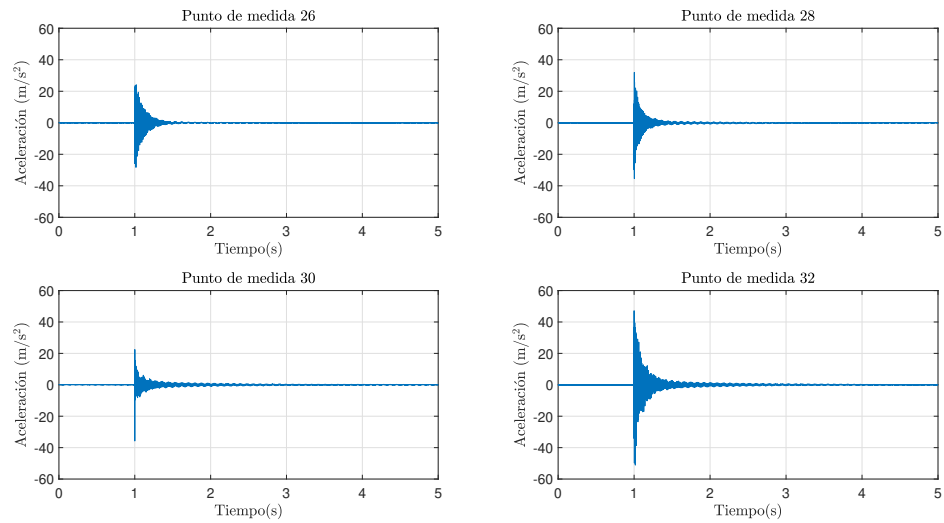 Punto de medida 26
60
40
20
0
-20
-40
-60
Aceleración (m/s²)
0 1 2 3 4 5
Tiempo(s)
Punto de medida 28
60
40
20
0
-20
-40
-60
Aceleración (m/s²)
0 1 2 3 4 5
Tiempo(s)
Punto de medida 30
60
40
20
0
-20
-40
-60
Aceleración (m/s²)
0 1 2 3 4 5
Tiempo(s)
Punto de medida 32
60
40
20
0
-20
-40
-60
Aceleración (m/s²)
0 1 2 3 4 5
Tiempo(s)